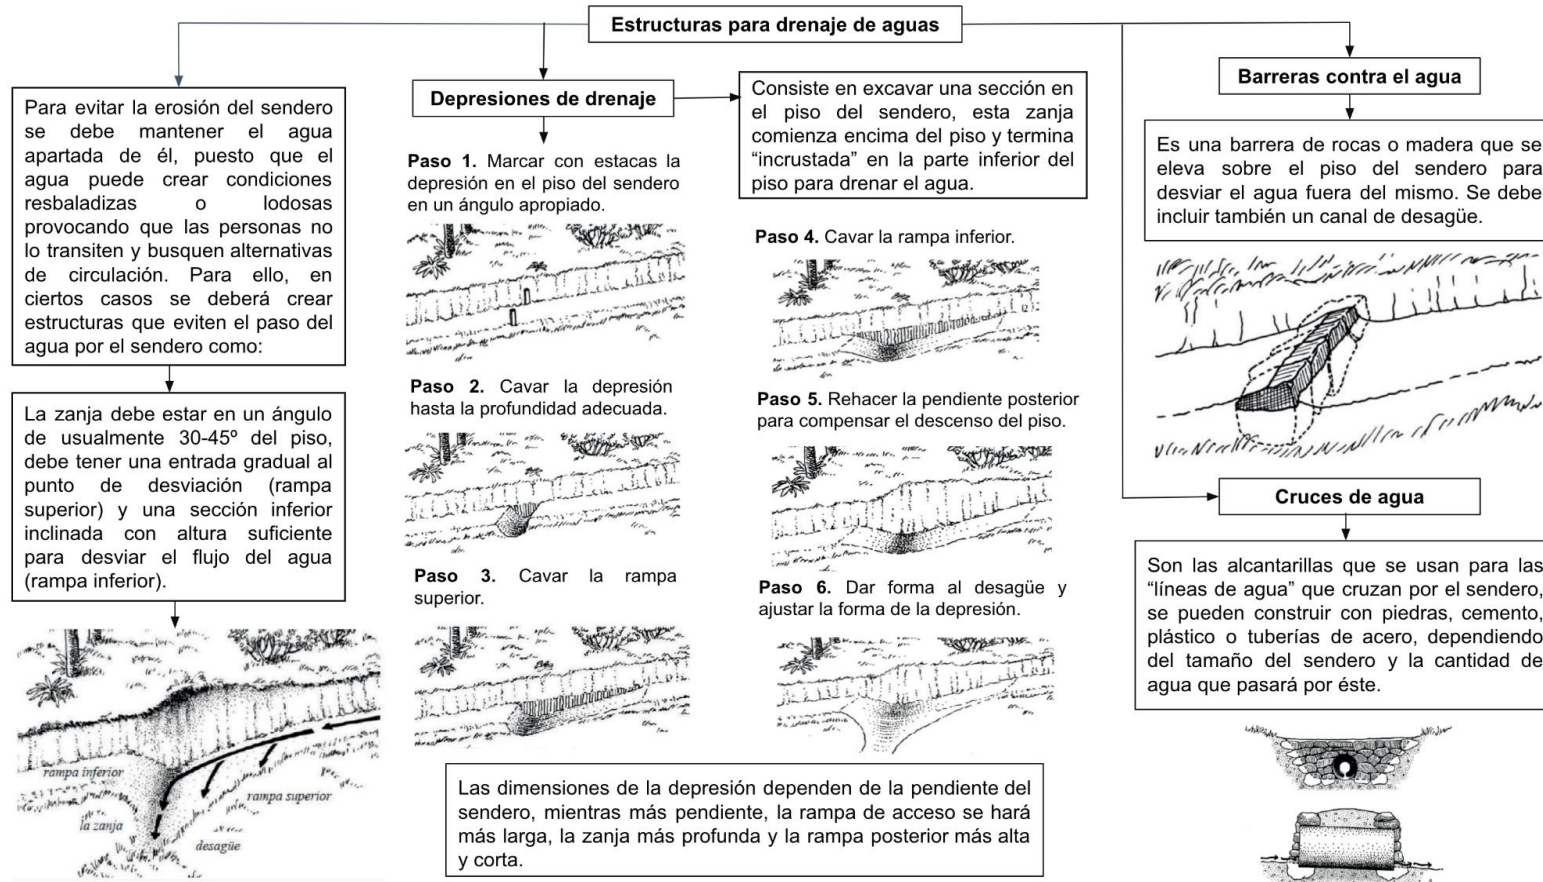 Estructuras para drenaje de aguas
Para evitar la erosión del sendero
se debe mantener el agua
apartada de él, puesto que el
agua puede crear condiciones
resbaladizas o lodosas
provocando que las personas no
lo transiten y busquen alternativas
de circulación. Para ello, en
ciertos casos se deberá crear
estructuras que eviten el paso del
agua por el sendero como:
La zanja debe estar en un ángulo
de usualmente 30-45º del piso,
debe tener una entrada gradual al
punto de desviación (rampa
superior) y una sección inferior
inclinada con altura suficiente
para desviar el flujo del agua
(rampa inferior).
rampa inferior
rampa superior
la zanja
desagüe
Depresiones de drenaje
Consiste en excavar una sección en
el piso del sendero, esta zanja
comienza encima del piso y termina
“incrustada” en la parte inferior del
piso para drenar el agua.
Paso 1. Marcar con estacas la
depresión en el piso del sendero
en un ángulo apropiado.
Paso 2. Cavar la depresión
hasta la profundidad adecuada.
Paso 3. Cavar la rampa
superior.
Paso 4. Cavar la rampa inferior.
Paso 5. Rehacer la pendiente posterior
para compensar el descenso del piso.
Paso 6. Dar forma al desagüe y
ajustar la forma de la depresión.
Las dimensiones de la depresión dependen de la pendiente del
sendero, mientras más pendiente, la rampa de acceso se hará
más larga, la zanja más profunda y la rampa posterior más alta
y corta.
Barreras contra el agua
Es una barrera de rocas o madera que se
eleva sobre el piso del sendero para
desviar el agua fuera del mismo. Se debe
incluir también un canal de desagüe.
Cruces de agua
Son las alcantarillas que se usan para las
“líneas de agua” que cruzan por el sendero,
se pueden construir con piedras, cemento,
plástico o tuberías de acero, dependiendo
del tamaño del sendero y la cantidad de
agua que pasará por éste.